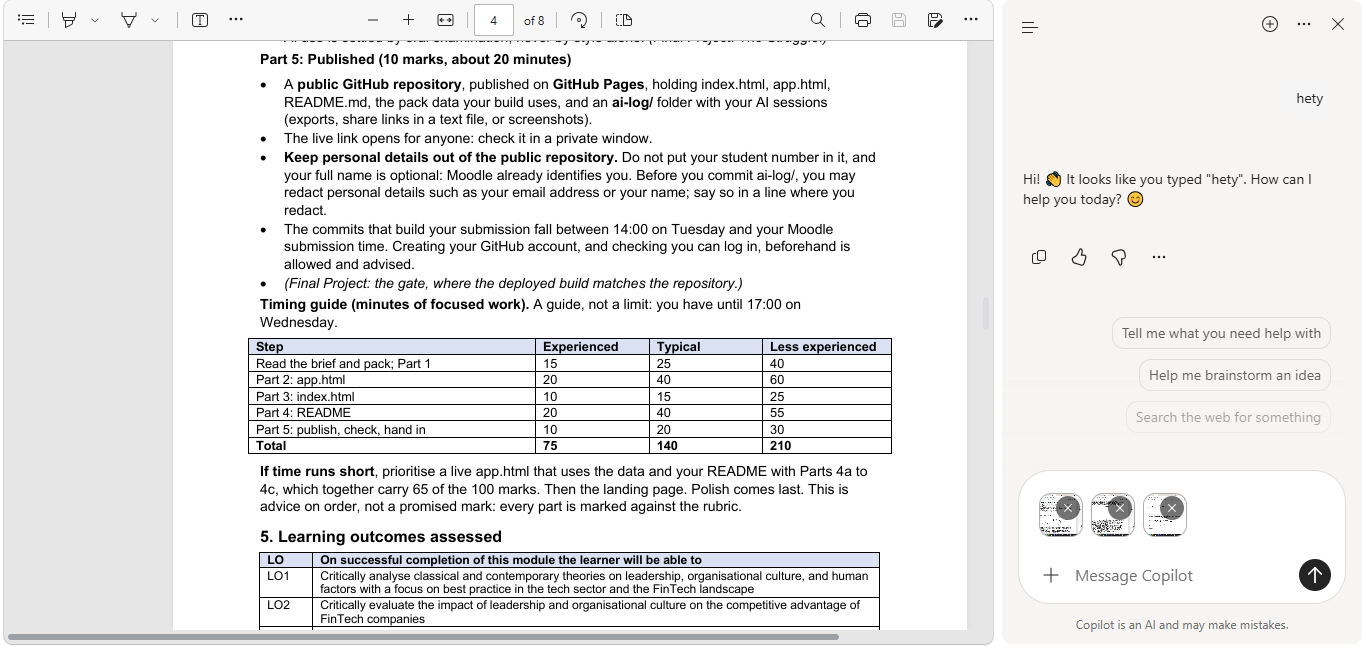 4 of 8
AI use is settled by oral examination, never by style alone. (Final Project: The Struggle.)
Part 5: Published (10 marks, about 20 minutes)
• A public GitHub repository, published on GitHub Pages, holding index.html, app.html,
README.md, the pack data your build uses, and an ai-log/ folder with your AI sessions
(exports, share links in a text file, or screenshots).
• The live link opens for anyone: check it in a private window.
• Keep personal details out of the public repository. Do not put your student number in it, and
your full name is optional: Moodle already identifies you. Before you commit ai-log/, you may
redact personal details such as your email address or your name; say so in a line where you
redact.
• The commits that build your submission fall between 14:00 on Tuesday and your Moodle
submission time. Creating your GitHub account, and checking you can log in, beforehand is
allowed and advised.
• (Final Project: the gate, where the deployed build matches the repository.)
Timing guide (minutes of focused work). A guide, not a limit: you have until 17:00 on
Wednesday.
Step Experienced Typical Less experienced
Read the brief and pack; Part 1 15 25 40
Part 2: app.html 20 40 60
Part 3: index.html 10 15 25
Part 4: README 20 40 55
Part 5: publish, check, hand in 10 20 30
Total 75 140 210
If time runs short, prioritise a live app.html that uses the data and your README with Parts 4a to
4c, which together carry 65 of the 100 marks. Then the landing page. Polish comes last. This is
advice on order, not a promised mark: every part is marked against the rubric.
5. Learning outcomes assessed
LO On successful completion of this module the learner will be able to
LO1 Critically analyse classical and contemporary theories on leadership, organisational culture, and human
factors with a focus on best practice in the tech sector and the FinTech landscape
LO2 Critically evaluate the impact of leadership and organisational culture on the competitive advantage of
FinTech companies
hety
Hi! 👋 It looks like you typed "hety". How can I
help you today? 😊
Tell me what you need help with
Help me brainstorm an idea
Search the web for something
Message Copilot
Copilot is an AI and may make mistakes.